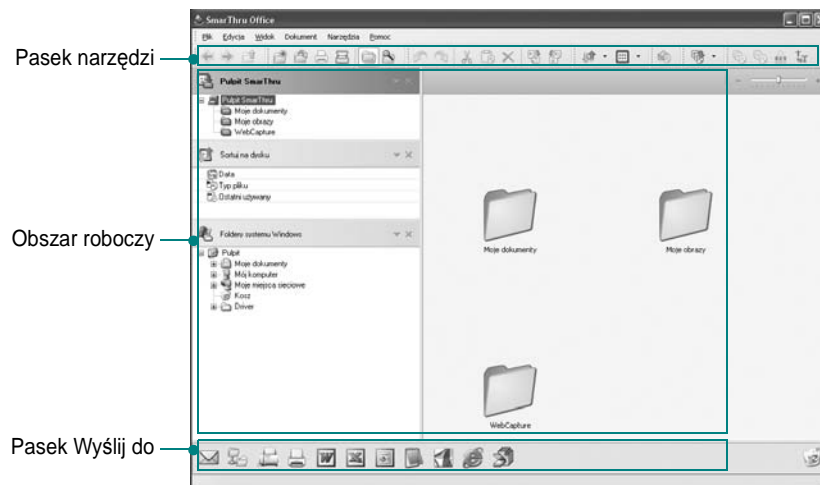 SmarThru Office
Plik Edycja Widok Dokument Narzędzia Pomoc
Pasek narzędzi
Pulpit SmarThru
Pulpit SmarThru
Moje dokumenty
Moje obrazy
WebCapture
Sortuj na dysku
Data
Typ pliku
Ostatni używany
Obszar roboczy
Foldery systemu Windows
Pulpit
Moje dokumenty
Mój komputer
Moje miejsca sieciowe
Kosz
Driver
Moje dokumenty
Moje obrazy
WebCapture
Pasek Wyślij do